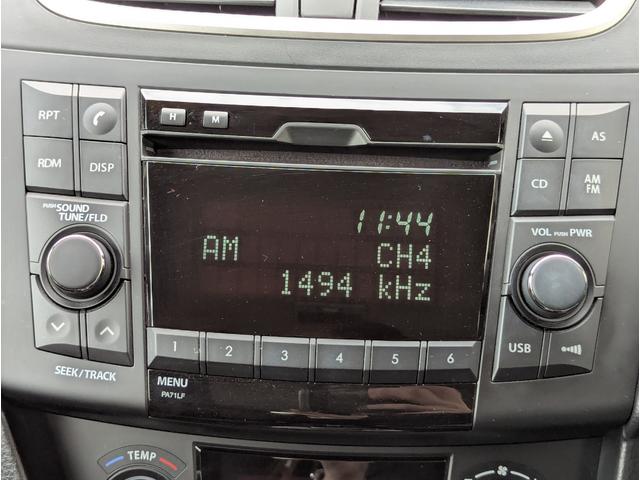 RPT
RDM
DISP
H
M
AS
CD
AM
FM
PUSH SOUND
TUNE/FLD
VOL PUSH PWR
11:44
AM CH4
1494 kHz
1 2 3 4 5 6
SEEK/TRACK
MENU
PA71LF
USB
TEMP